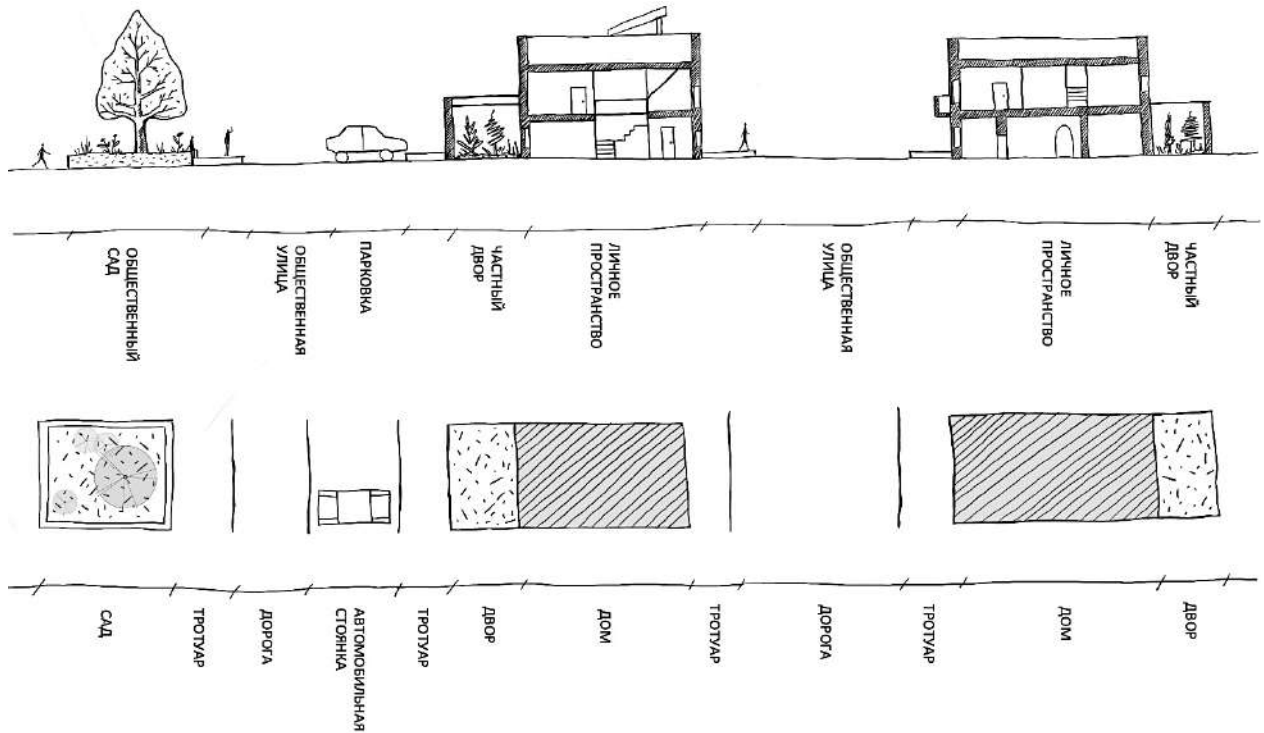 ОБЩЕСТВЕННЫЙ
САД
ОБЩЕСТВЕННАЯ
УЛИЦА
ПАРКОВКА
ЧАСТНЫЙ
ДВОР
ЛИЧНОЕ
ПРОСТРАНСТВО
ОБЩЕСТВЕННАЯ
УЛИЦА
ЛИЧНОЕ
ПРОСТРАНСТВО
ЧАСТНЫЙ
ДВОР
САД
ТРОТУАР
ДОРОГА
АВТОМОБИЛЬНАЯ
СТОЯНКА
ТРОТУАР
ДВОР
ДОМ
ТРОТУАР
ДОРОГА
ТРОТУАР
ДОМ
ДВОР